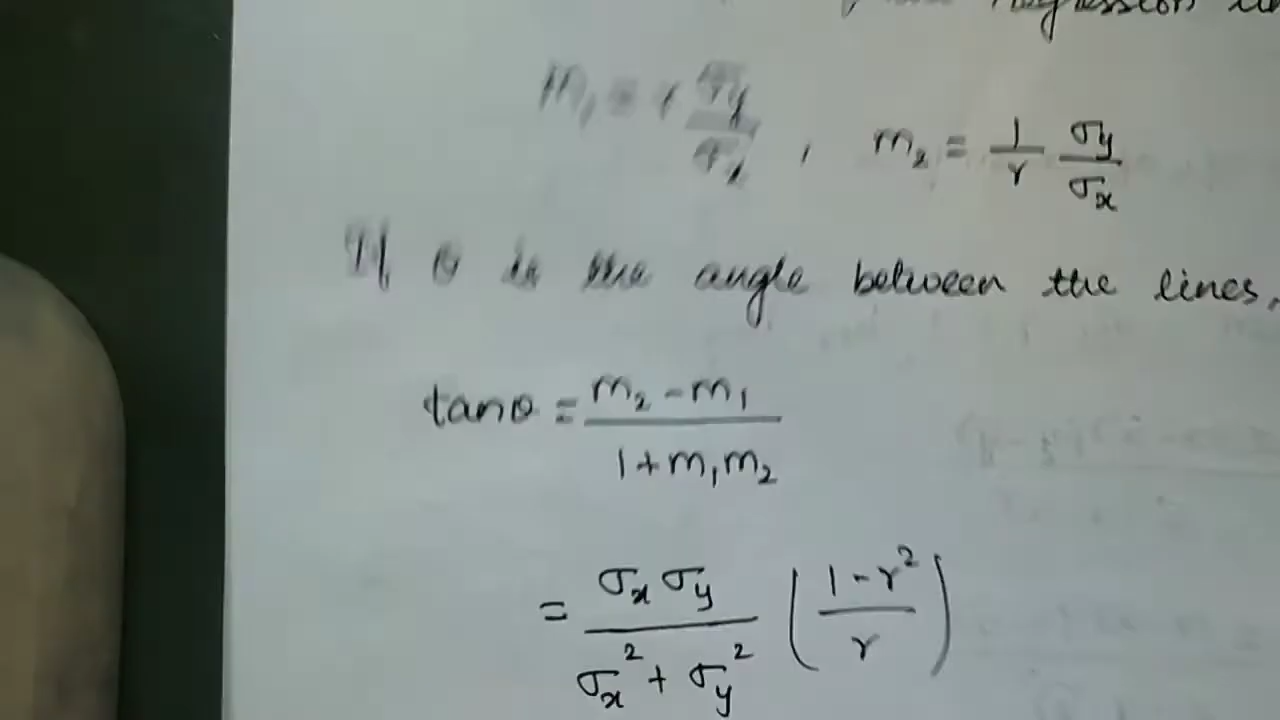 regression
m₁ = r σy/σx , m₂ = 1/r σy/σx
If θ is the angle between the lines,
tanθ = m₂ - m₁ / 1 + m₁m₂
= σx σy / σx² + σy² (1 - r² / r)